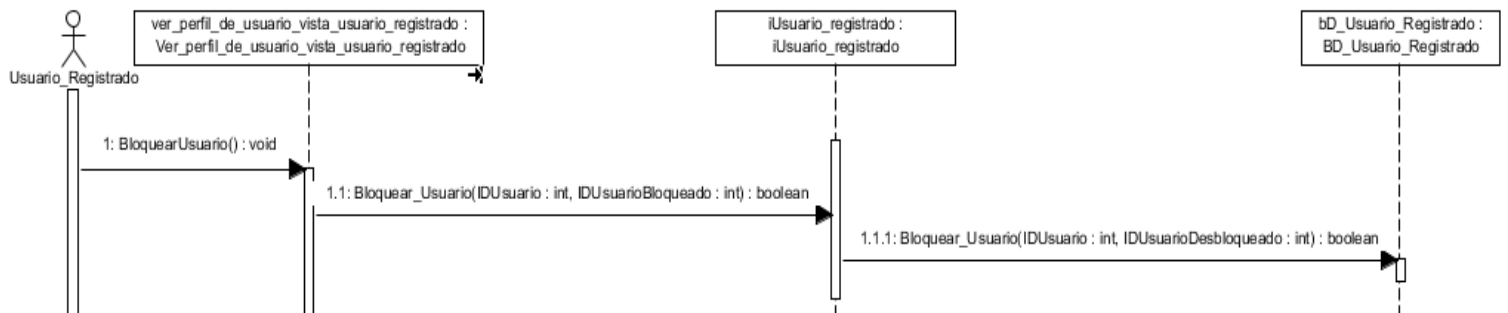 ver_perfil_de_usuario_vista_usuario_registrado :
Ver_perfil_de_usuario_vista_usuario_registrado
iUsuario_registrado :
iUsuario_registrado
bD_Usuario_Registrado :
BD_Usuario_Registrado
Usuario_Registrado
1: BloquearUsuario() : void
1.1: Bloquear_Usuario(IDUsuario : int, IDUsuarioBloqueado : int) : boolean
1.1.1: Bloquear_Usuario(IDUsuario : int, IDUsuarioDesbloqueado : int) : boolean